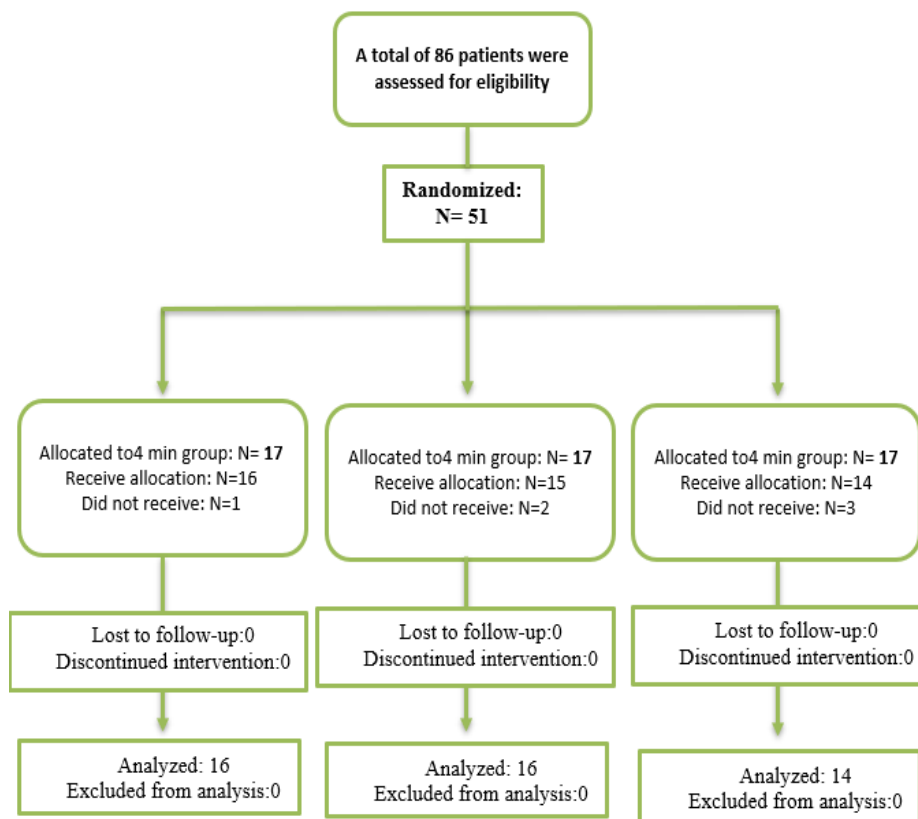 A total of 86 patients were
assessed for eligibility
Randomized:
N= 51
Allocated to4 min group: N= 17
Receive allocation: N=16
Did not receive: N=1
Allocated to4 min group: N= 17
Receive allocation: N=15
Did not receive: N=2
Allocated to4 min group: N= 17
Receive allocation: N=14
Did not receive: N=3
Lost to follow-up:0
Discontinued intervention:0
Lost to follow-up:0
Discontinued intervention:0
Lost to follow-up:0
Discontinued intervention:0
Analyzed: 16
Excluded from analysis:0
Analyzed: 16
Excluded from analysis:0
Analyzed: 14
Excluded from analysis:0